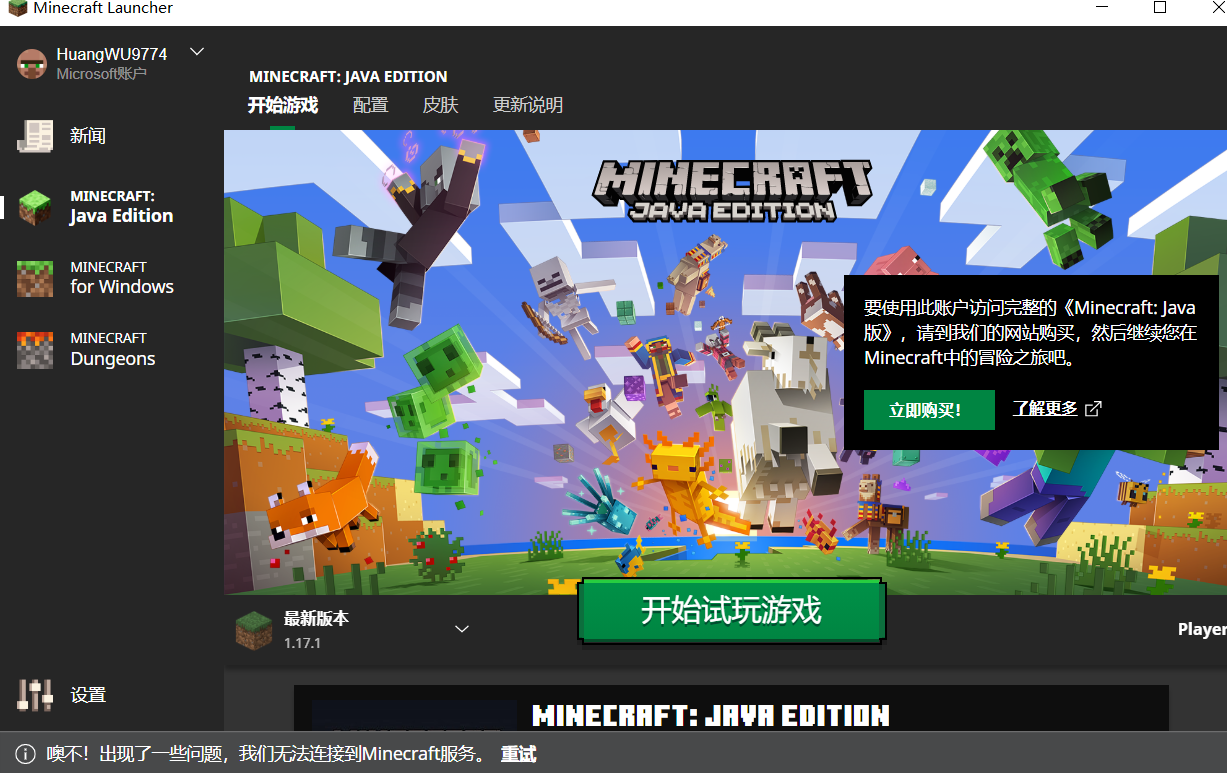 Minecraft Launcher
HuangWU9774
Microsoft账户
新闻
MINECRAFT:
Java Edition
MINECRAFT
for Windows
MINECRAFT
Dungeons
设置
MINECRAFT: JAVA EDITION
开始游戏 配置 皮肤 更新说明
MINECRAFT
JAVA EDITION
要使用此账户访问完整的《Minecraft: Java
版》，请到我们的网站购买，然后继续您在
Minecraft中的冒险之旅吧。
立即购买！ 了解更多
最新版本
1.17.1
开始试玩游戏
Player
MINECRAFT: JAVA EDITION
噢不！出现了一些问题，我们无法连接到Minecraft服务。 重试